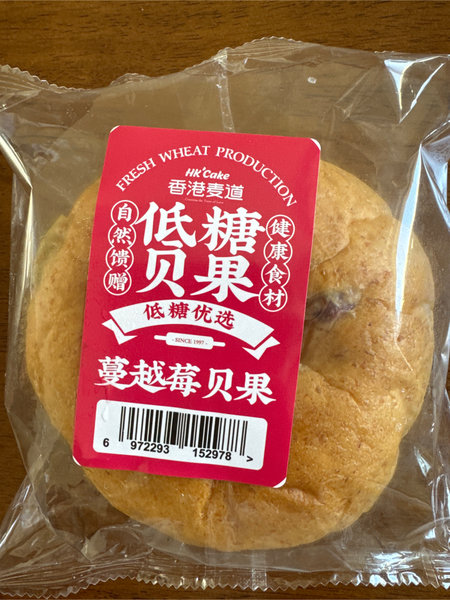 FRESH WHEAT PRODUCTION
HK Cake
香港麦道
自然馈赠
低糖
贝果
健康食材
低糖优选
- SINCE 1997 -
蔓越莓贝果
6 972293 152978 >